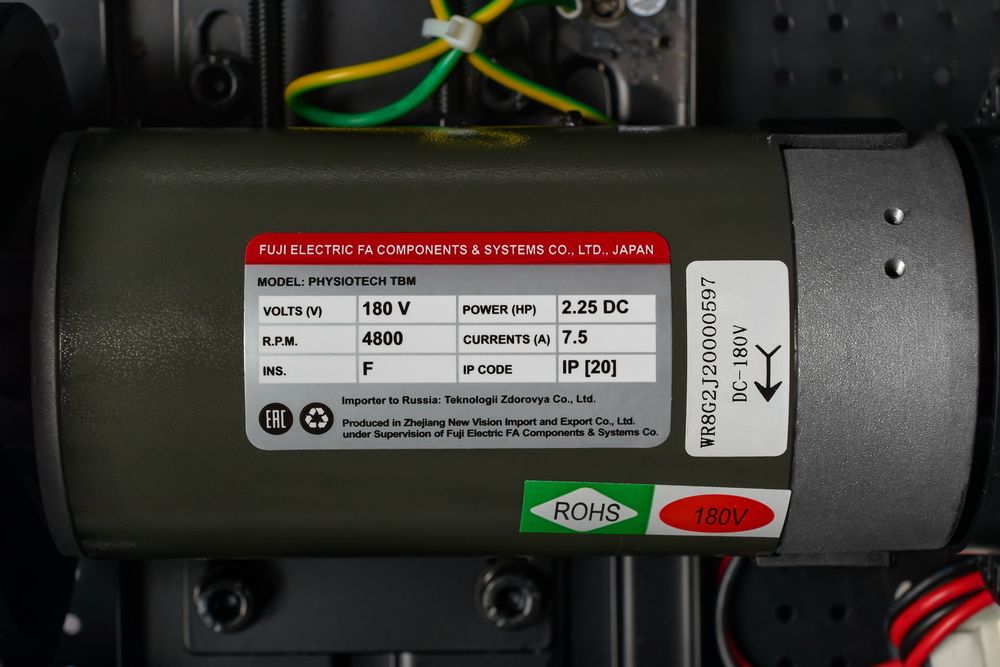 FUJI ELECTRIC FA COMPONENTS & SYSTEMS CO., LTD., JAPAN
MODEL: PHYSIOTECH TBM
VOLTS (V) 180 V POWER (HP) 2.25 DC
R.P.M. 4800 CURRENTS (A) 7.5
INS. F IP CODE IP [20]
Importer to Russia: Teknologii Zdorovya Co., Ltd.
EAC
Produced in Zhejiang New Vision Import and Export Co., Ltd.
under Supervision of Fuji Electric FA Components & Systems Co.
WR8G2J20000597
DC-180V
ROHS 180V